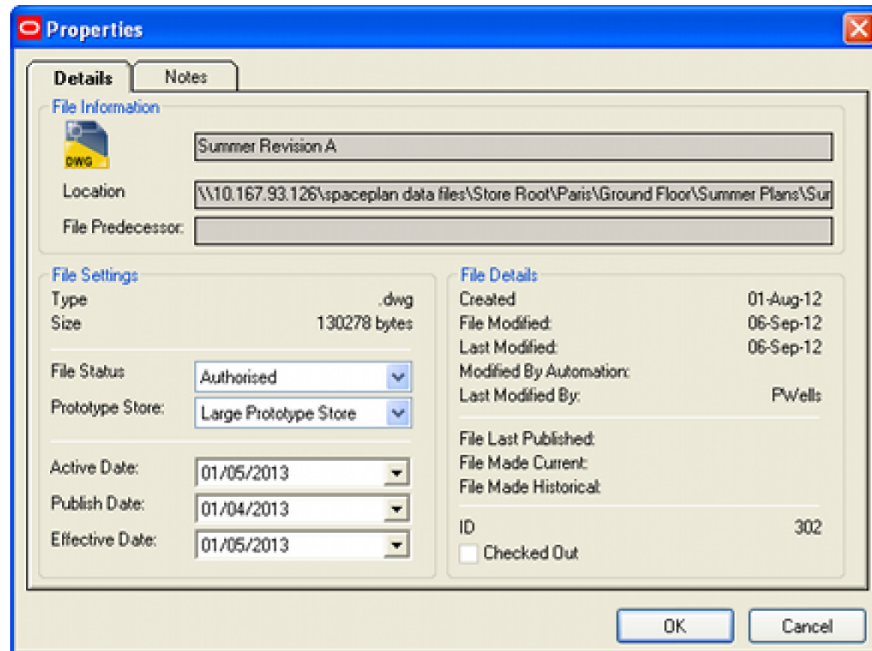 Properties
Details Notes
File Information
DWG
Summer Revision A
Location \\10.167.93.126\spaceplan data files\Store Root\Paris\Ground Floor\Summer Plans\Sur
File Predecessor:
File Settings
Type .dwg
Size 130278 bytes
File Status Authorised
Prototype Store: Large Prototype Store
Active Date: 01/05/2013
Publish Date: 01/04/2013
Effective Date: 01/05/2013
File Details
Created 01-Aug-12
File Modified: 06-Sep-12
Last Modified: 06-Sep-12
Modified By Automation:
Last Modified By: PWells
File Last Published:
File Made Current:
File Made Historical:
ID 302
Checked Out
OK Cancel